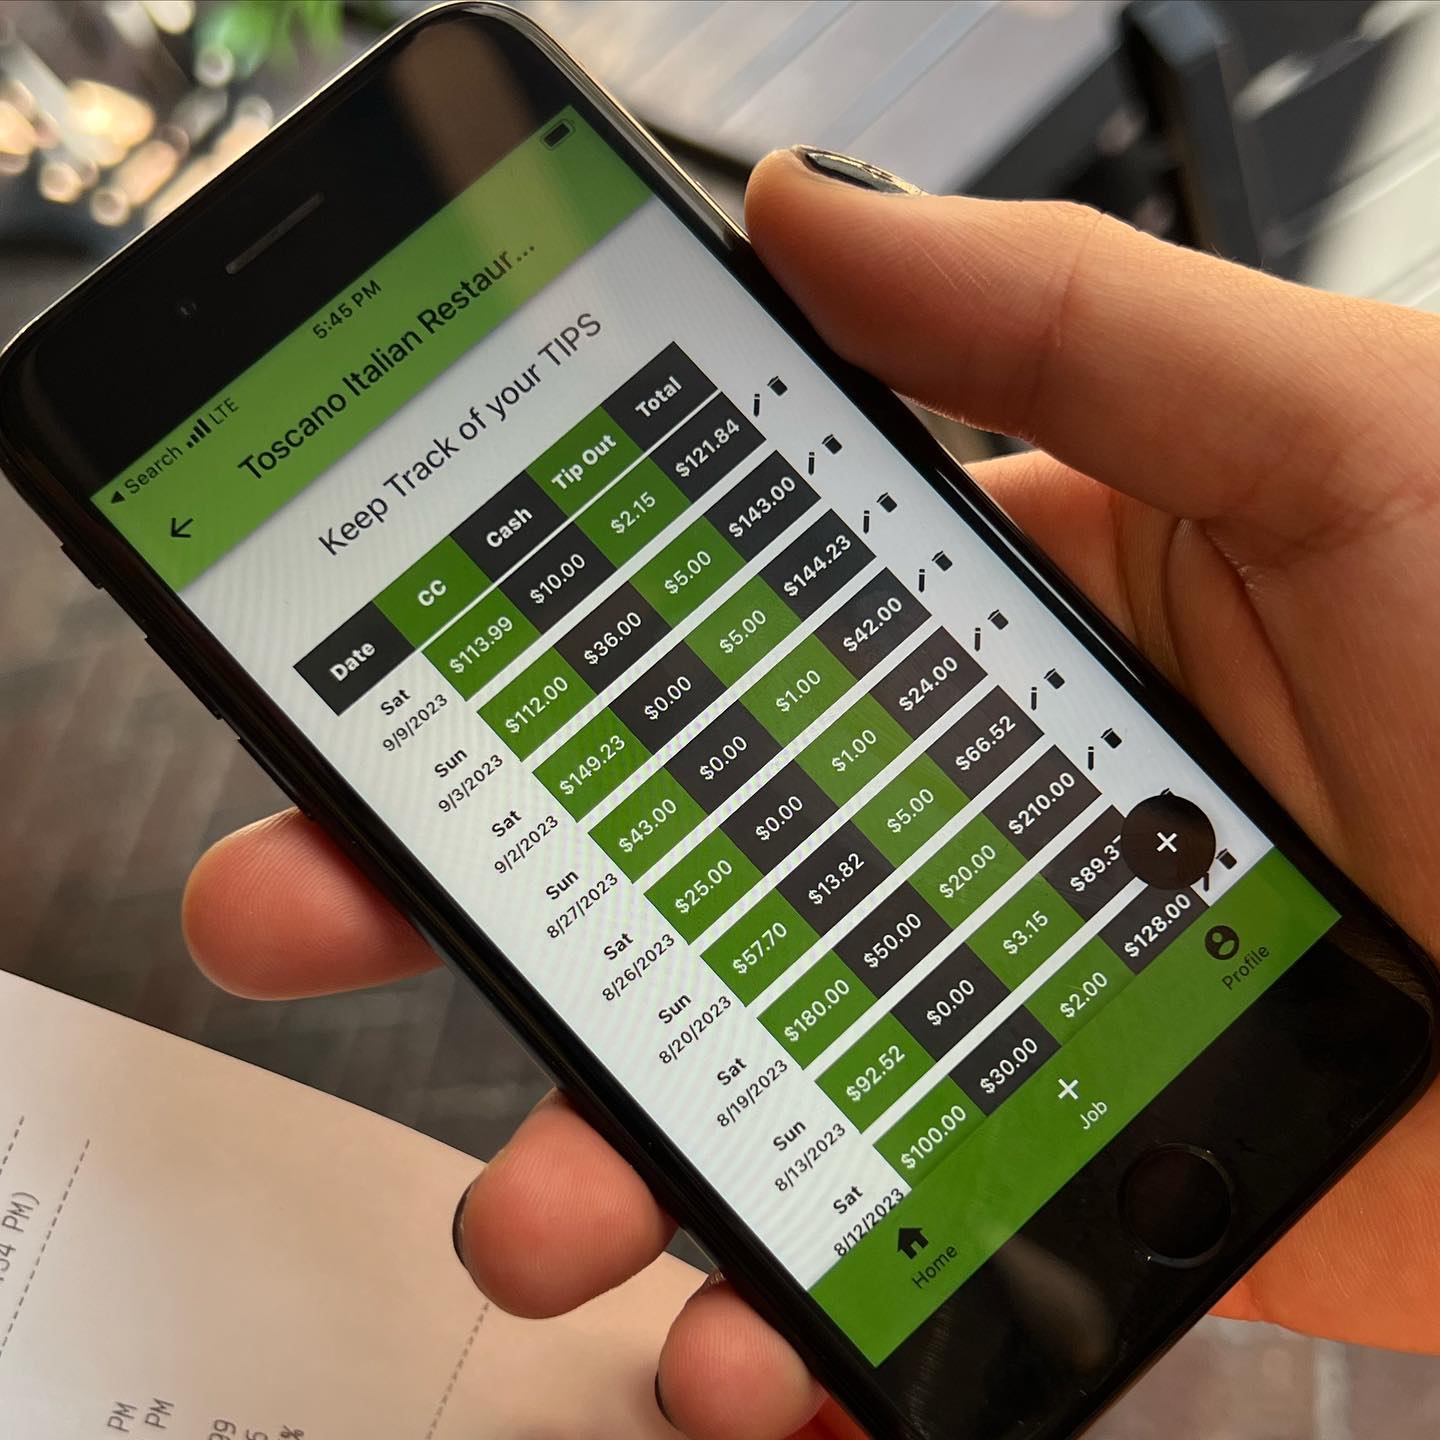 ◀ Search LTE 5:45 PM
← Toscano Italian Restaur...
Keep Track of your TIPS
Date CC Cash Tip Out Total
Sat 9/9/2023 $113.99 $10.00 $2.15 $121.84
Sun 9/3/2023 $112.00 $36.00 $5.00 $143.00
Sat 9/2/2023 $149.23 $0.00 $5.00 $144.23
Sun 8/27/2023 $43.00 $0.00 $1.00 $42.00
Sat 8/26/2023 $25.00 $0.00 $1.00 $24.00
Sun 8/20/2023 $57.70 $13.82 $5.00 $66.52
Sat 8/19/2023 $180.00 $50.00 $20.00 $210.00
Sun 8/13/2023 $92.52 $0.00 $3.15 $89.37
Sat 8/12/2023 $100.00 $30.00 $2.00 $128.00
+
Home + Job Profile
PM)
PM
PM